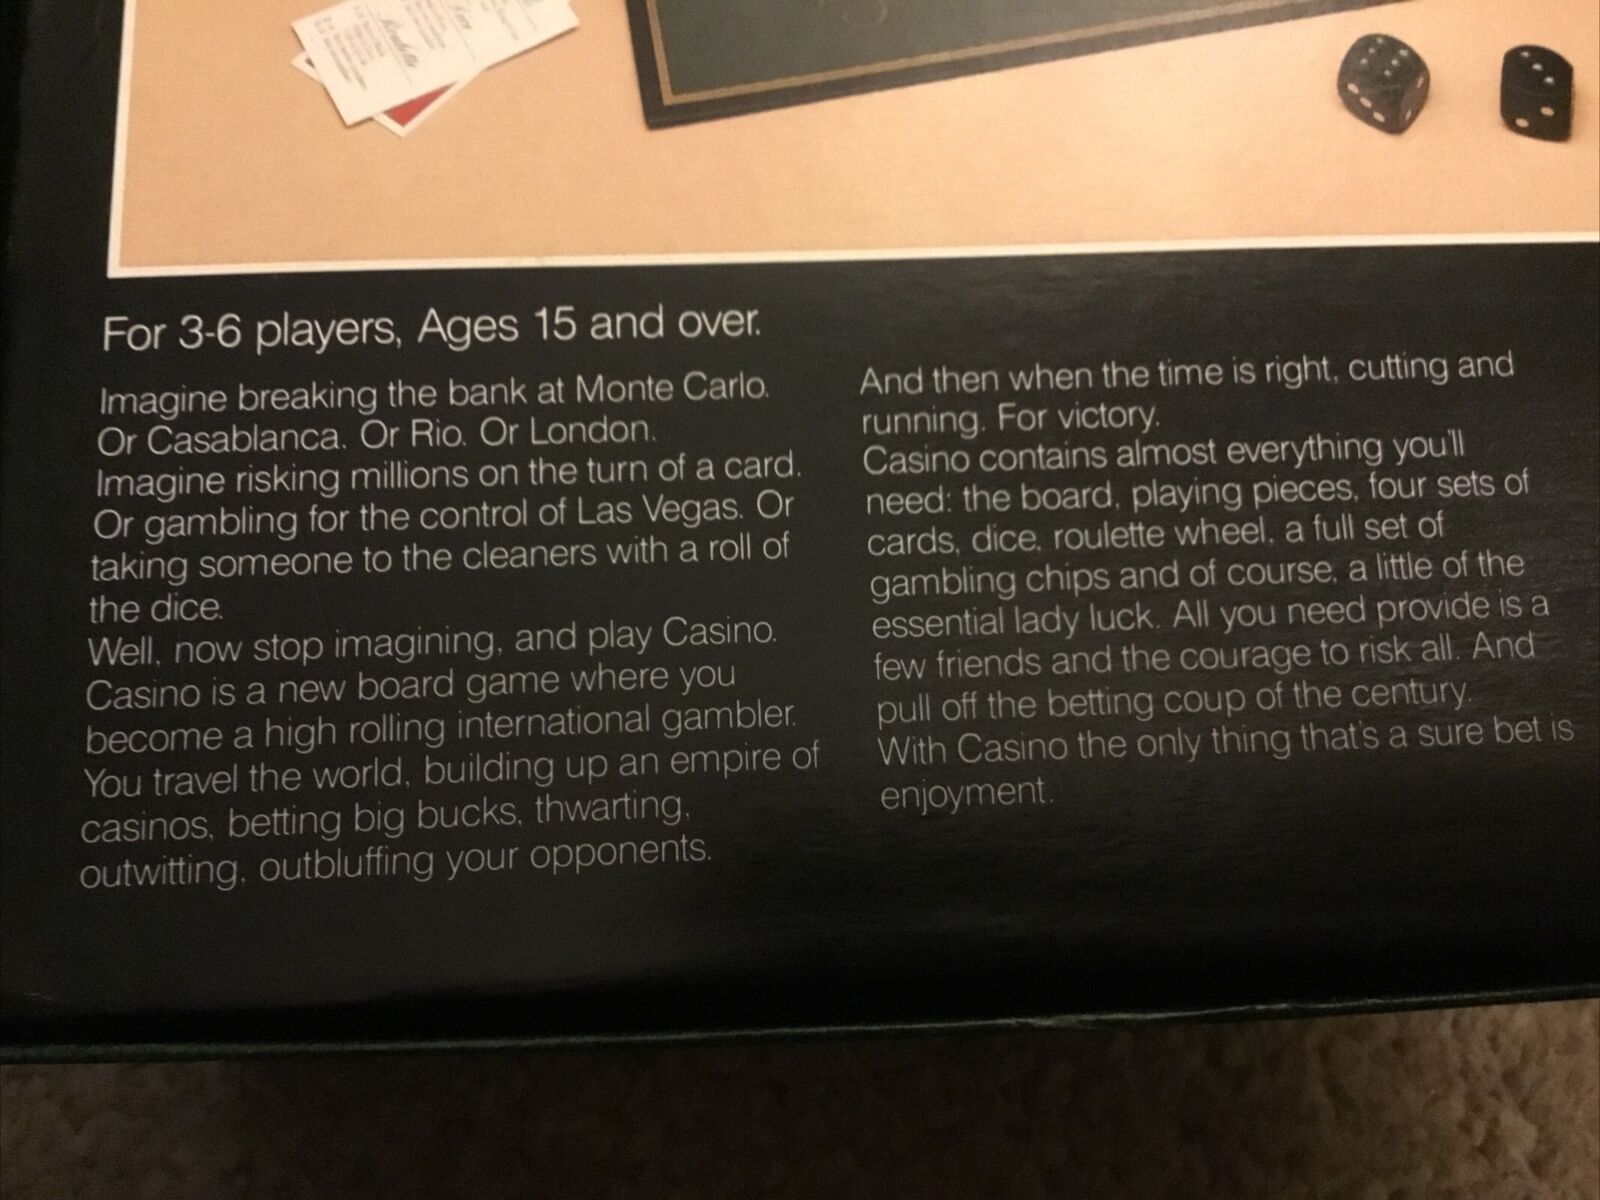 Roulette
For 3-6 players, Ages 15 and over.
Imagine breaking the bank at Monte Carlo.
Or Casablanca. Or Rio. Or London.
Imagine risking millions on the turn of a card.
Or gambling for the control of Las Vegas. Or
taking someone to the cleaners with a roll of
the dice.
Well, now stop imagining, and play Casino.
Casino is a new board game where you
become a high rolling international gambler.
You travel the world, building up an empire of
casinos, betting big bucks, thwarting,
outwitting, outbluffing your opponents.
And then when the time is right, cutting and
running. For victory.
Casino contains almost everything you'll
need: the board, playing pieces, four sets of
cards, dice, roulette wheel, a full set of
gambling chips and of course, a little of the
essential lady luck. All you need provide is a
few friends and the courage to risk all. And
pull off the betting coup of the century.
With Casino the only thing that's a sure bet is
enjoyment.